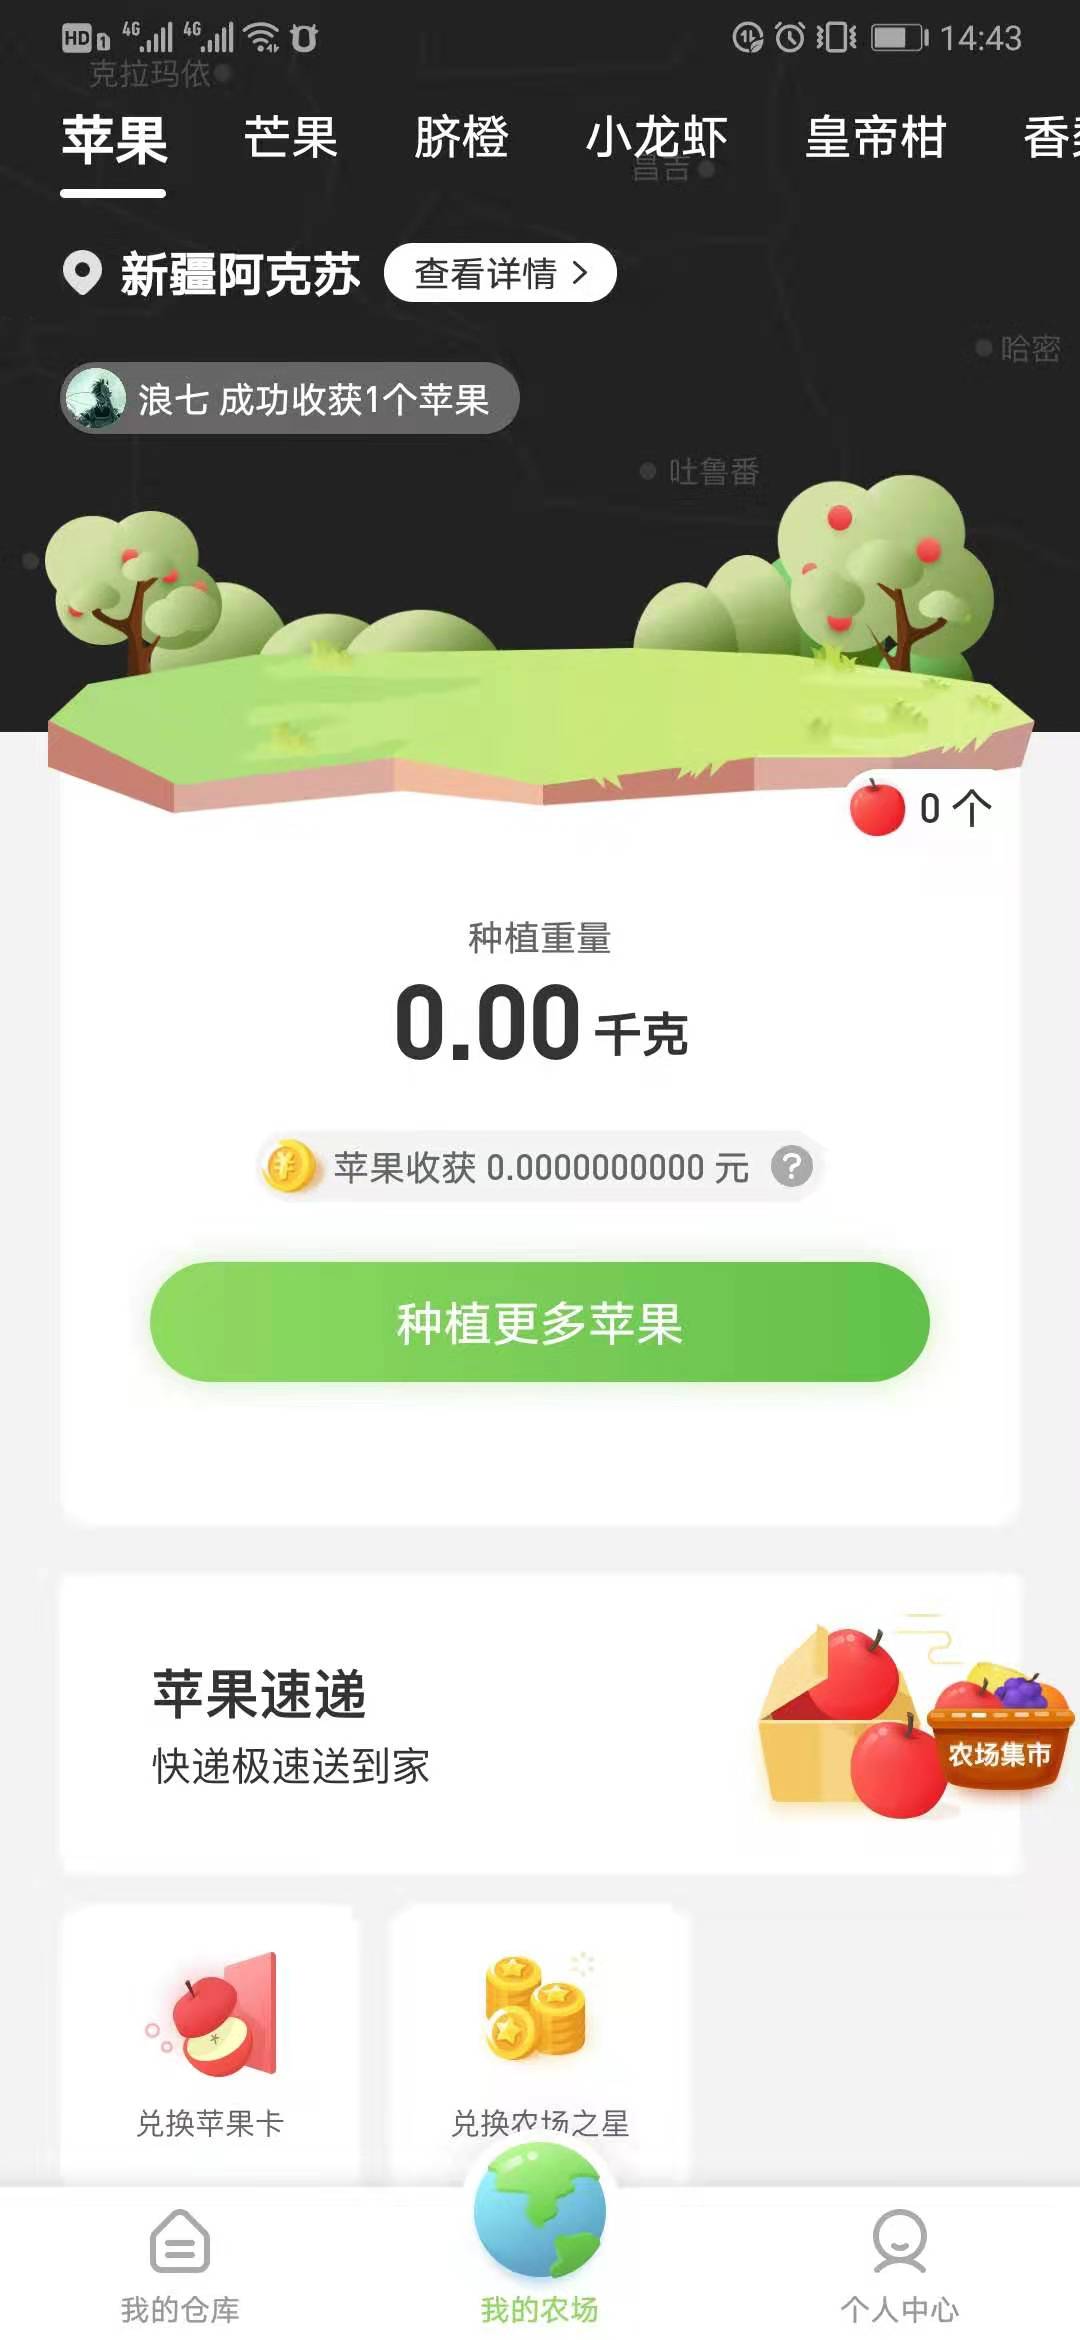 HD 1 4G 4G 14:43
克拉玛依
苹果 芒果 脐橙 小龙虾 皇帝柑 香
昌吉
新疆阿克苏 查看详情 >
哈密
浪七 成功收获1个苹果
吐鲁番
0 个
种植重量
0.00 千克
¥ 苹果收获 0.0000000000 元 ?
种植更多苹果
苹果速递
快递极速送到家
农场集市
兑换苹果卡 兑换农场之星
我的仓库 我的农场 个人中心